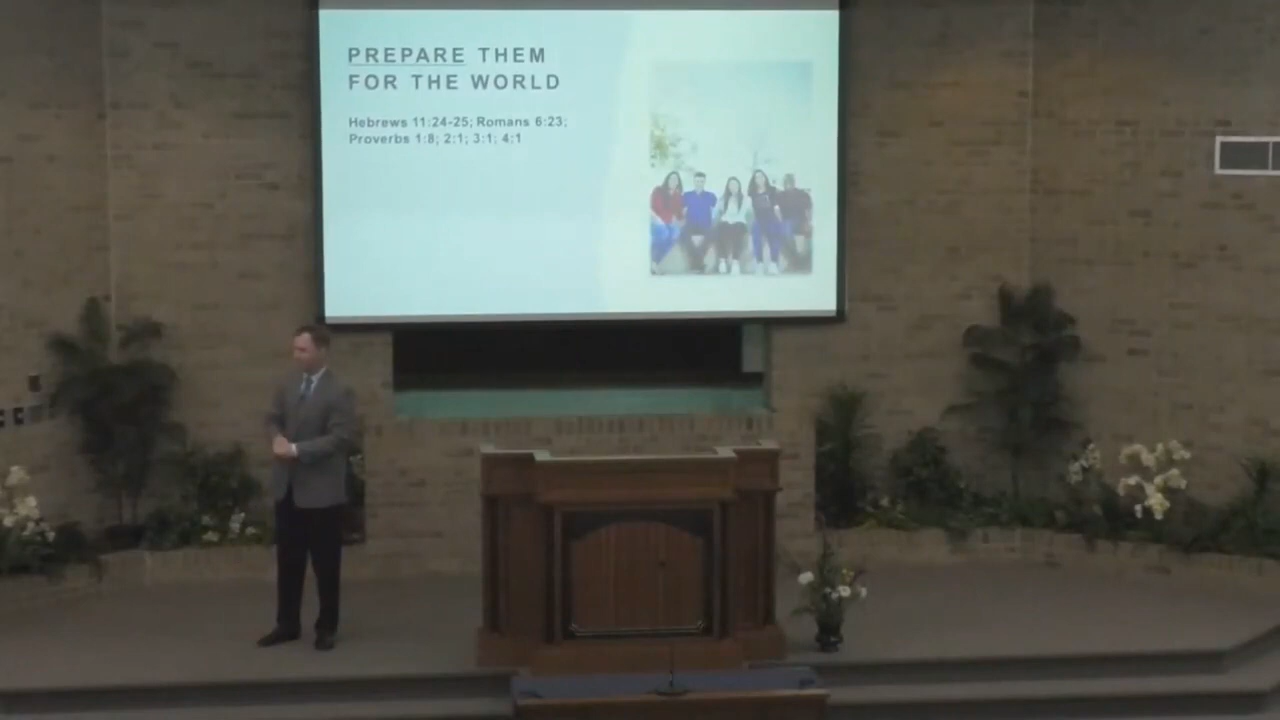 PREPARE THEM
FOR THE WORLD
Hebrews 11:24-25; Romans 6:23;
Proverbs 1:8; 2:1; 3:1; 4:1